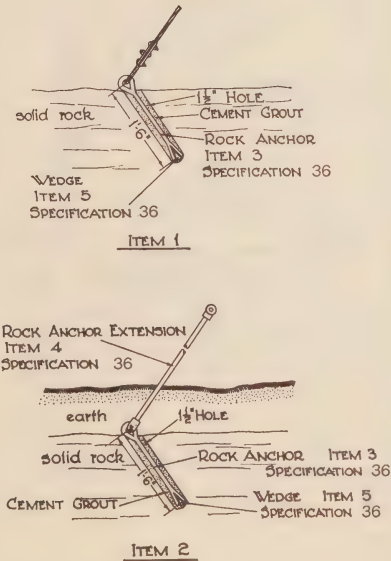 solid rock
1½" HOLE
CEMENT GROUT
ROCK ANCHOR
ITEM 3
SPECIFICATION 36
1'6"
WEDGE
ITEM 5
SPECIFICATION 36
ITEM 1
ROCK ANCHOR EXTENSION
ITEM 4
SPECIFICATION 36
earth
1½" HOLE
solid rock
ROCK ANCHOR ITEM 3
SPECIFICATION 36
1'6"
CEMENT GROUT
WEDGE ITEM 5
SPECIFICATION 36
ITEM 2